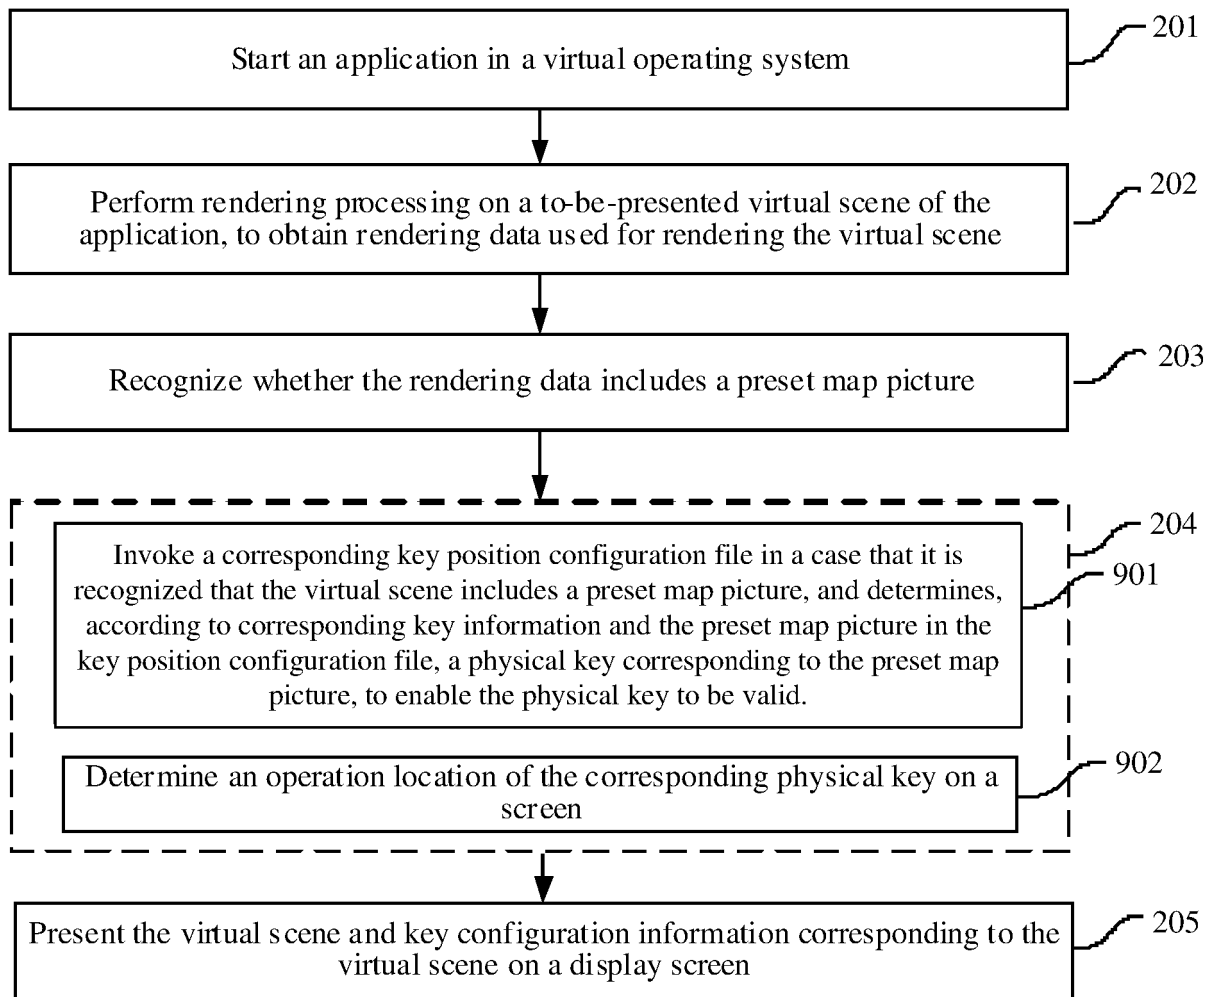 201
Start an application in a virtual operating system
202
Perform rendering processing on a to-be-presented virtual scene of the
application, to obtain rendering data used for rendering the virtual scene
203
Recognize whether the rendering data includes a preset map picture
204
901
Invoke a corresponding key position configuration file in a case that it is
recognized that the virtual scene includes a preset map picture, and determines,
according to corresponding key information and the preset map picture in the
key position configuration file, a physical key corresponding to the preset map
picture, to enable the physical key to be valid.
902
Determine an operation location of the corresponding physical key on a
screen
205
Present the virtual scene and key configuration information corresponding to the
virtual scene on a display screen